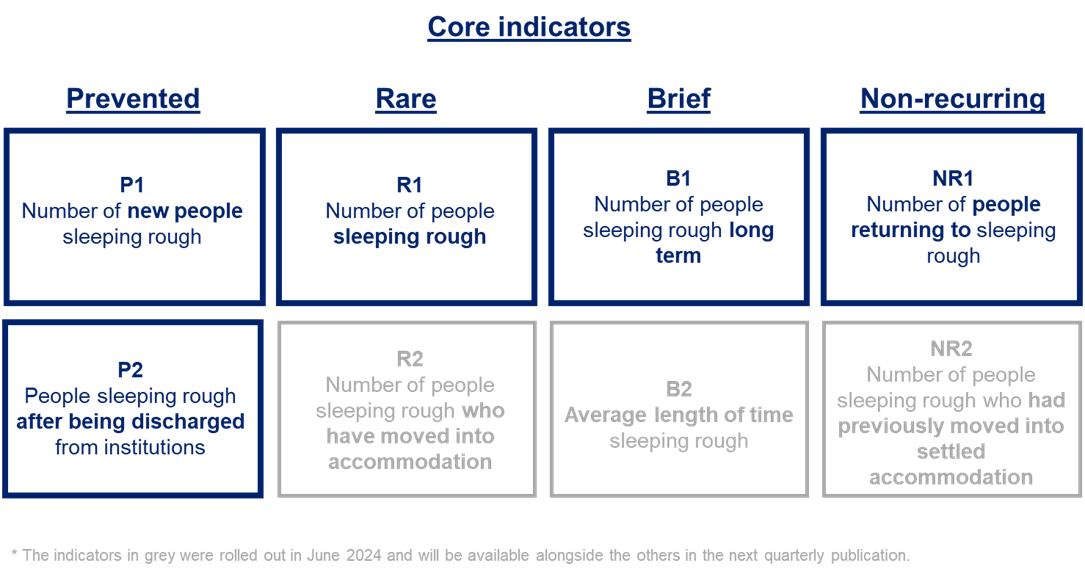 Core indicators
Prevented
Rare
Brief
Non-recurring
P1
Number of new people
sleeping rough
R1
Number of people
sleeping rough
B1
Number of people
sleeping rough long
term
NR1
Number of people
returning to sleeping
rough
P2
People sleeping rough
after being discharged
from institutions
R2
Number of people
sleeping rough who
have moved into
accommodation
B2
Average length of time
sleeping rough
NR2
Number of people
sleeping rough who had
previously moved into
settled
accommodation
* The indicators in grey were rolled out in June 2024 and will be available alongside the others in the next quarterly publication.